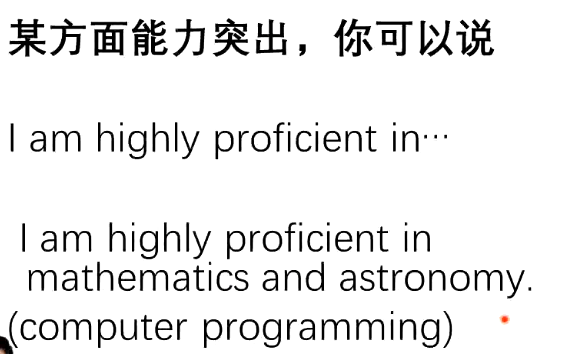 某方面能力突出，你可以说
I am highly proficient in…
I am highly proficient in
mathematics and astronomy.
(computer programming)